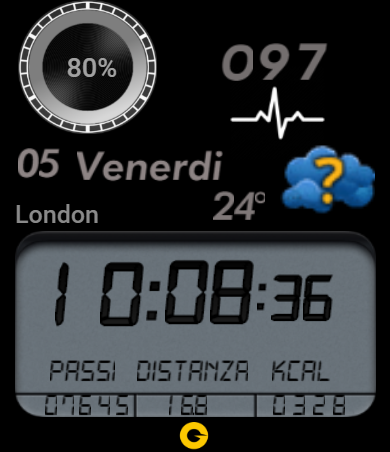 80%
097
05 Venerdi
?
24°
London
10:08:36
PASSI DISTANZA KCAL
07645 16.8 0328